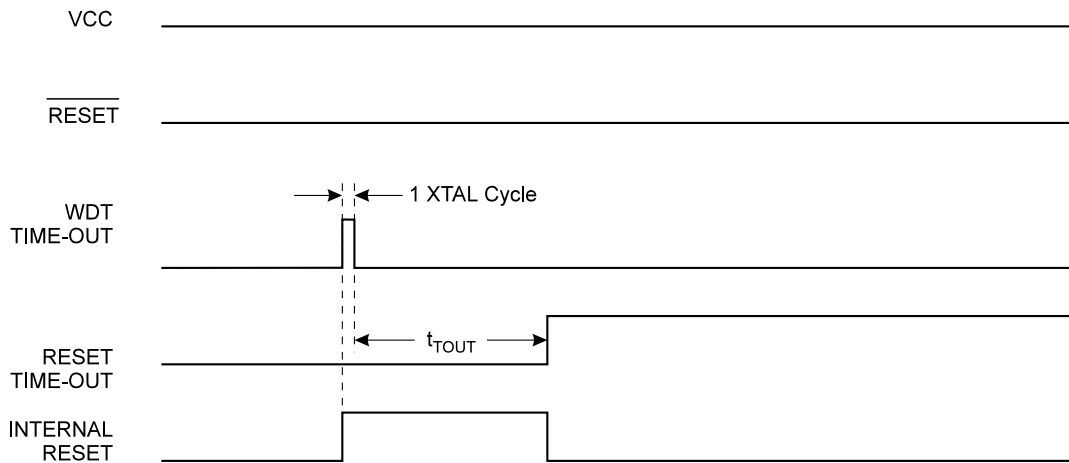 VCC
RESET
1 XTAL Cycle
WDT
TIME-OUT
tTOUT
RESET
TIME-OUT
INTERNAL
RESET